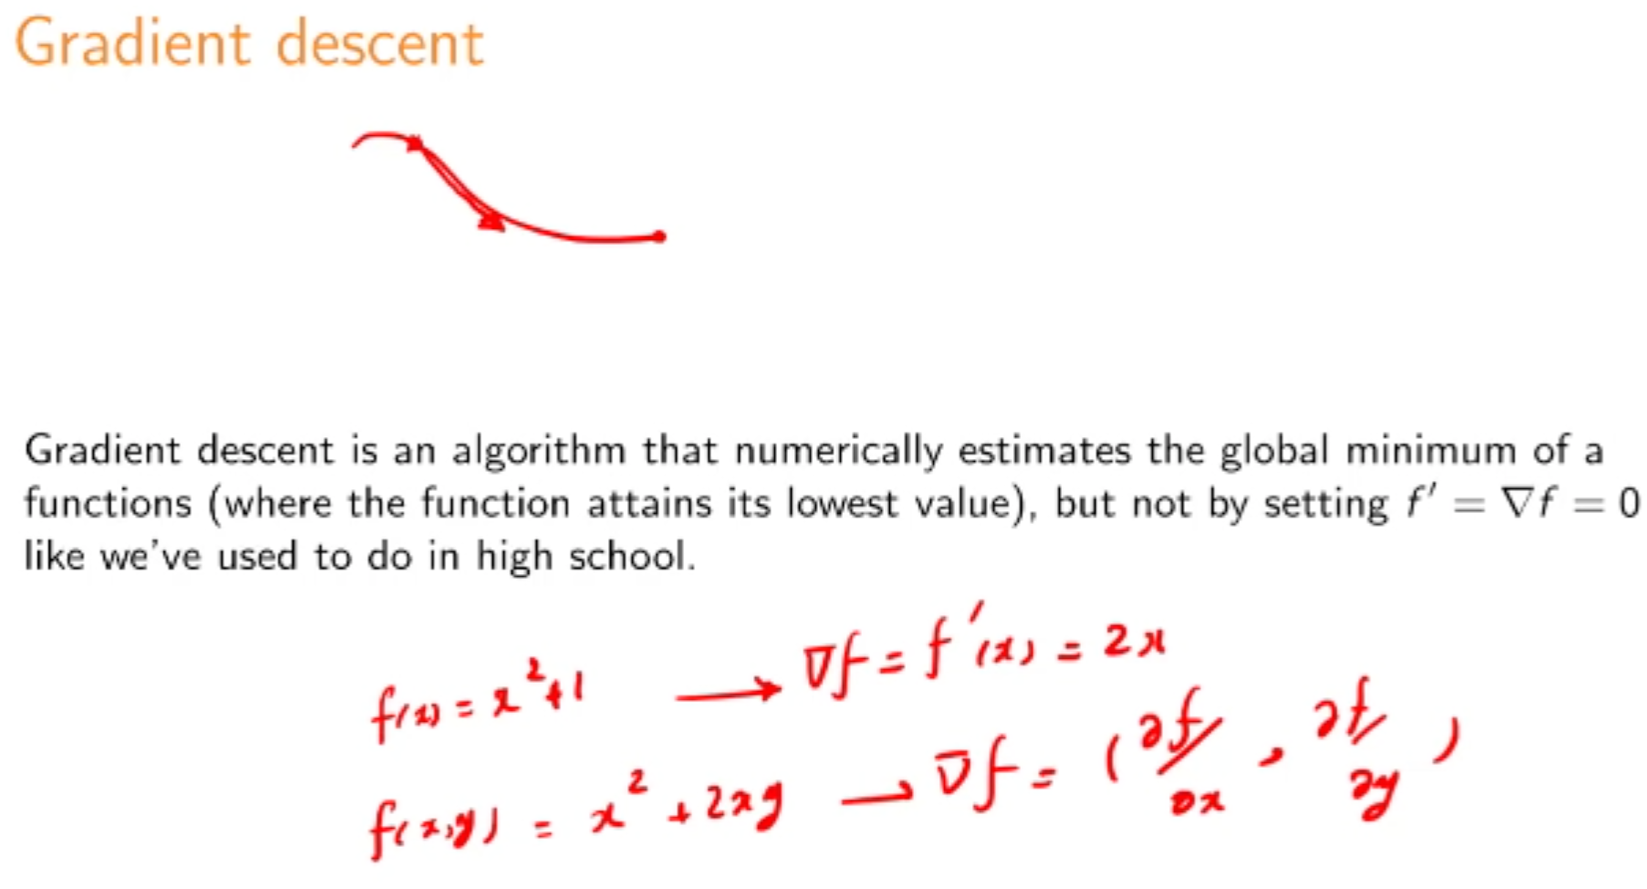 Gradient descent
Gradient descent is an algorithm that numerically estimates the global minimum of a
functions (where the function attains its lowest value), but not by setting f′ = ∇f = 0
like we've used to do in high school.
f(x) = x²+1 → ∇f = f′(x) = 2x
f(x,y) = x² + 2xy → ∇f = (∂f/∂x , ∂f/∂y)